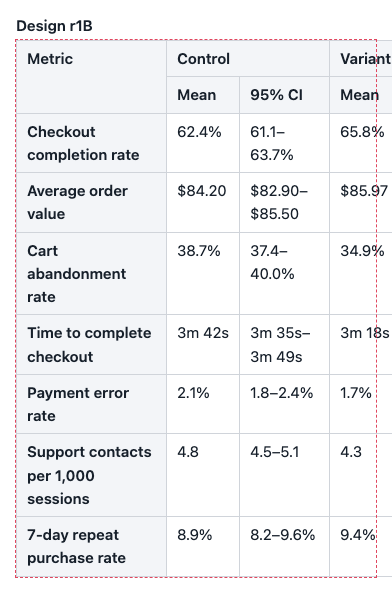 Design r1B
Metric Control Variant
Mean 95% CI Mean
Checkout 62.4% 61.1– 65.8%
completion rate 63.7%
Average order $84.20 $82.90– $85.97
value $85.50
Cart 38.7% 37.4– 34.9%
abandonment 40.0%
rate
Time to complete 3m 42s 3m 35s– 3m 18s
checkout 3m 49s
Payment error 2.1% 1.8–2.4% 1.7%
rate
Support contacts 4.8 4.5–5.1 4.3
per 1,000
sessions
7-day repeat 8.9% 8.2–9.6% 9.4%
purchase rate